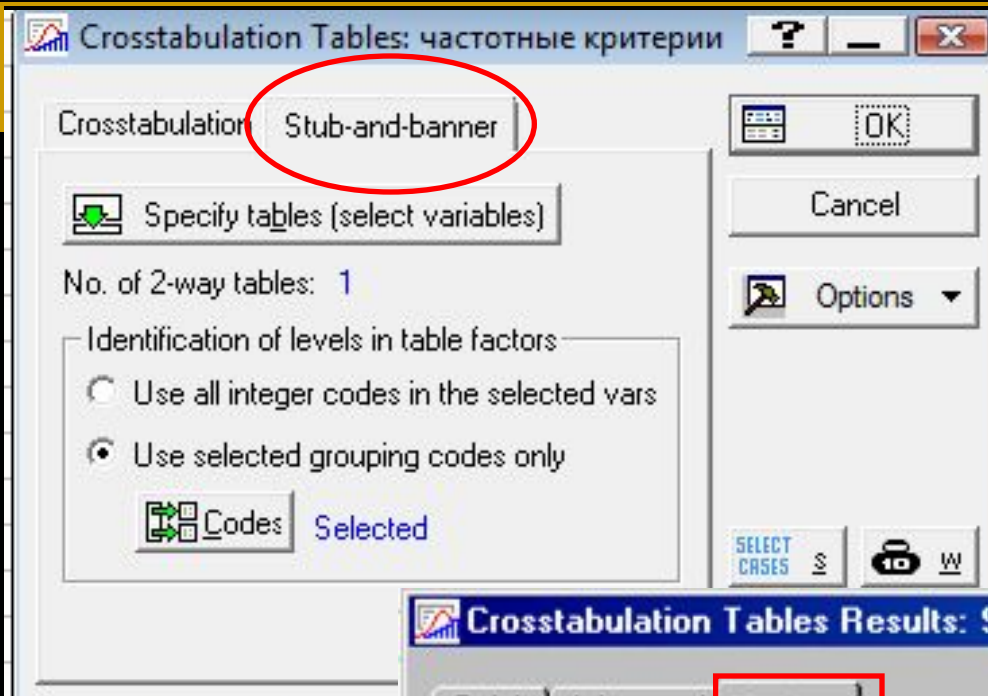 Crosstabulation Tables: частотные критерии
Crosstabulation Stub-and-banner
OK
Specify tables (select variables)
Cancel
No. of 2-way tables: 1
Options
Identification of levels in table factors
Use all integer codes in the selected vars
Use selected grouping codes only
Codes Selected
SELECT CASES S W
Crosstabulation Tables Results: